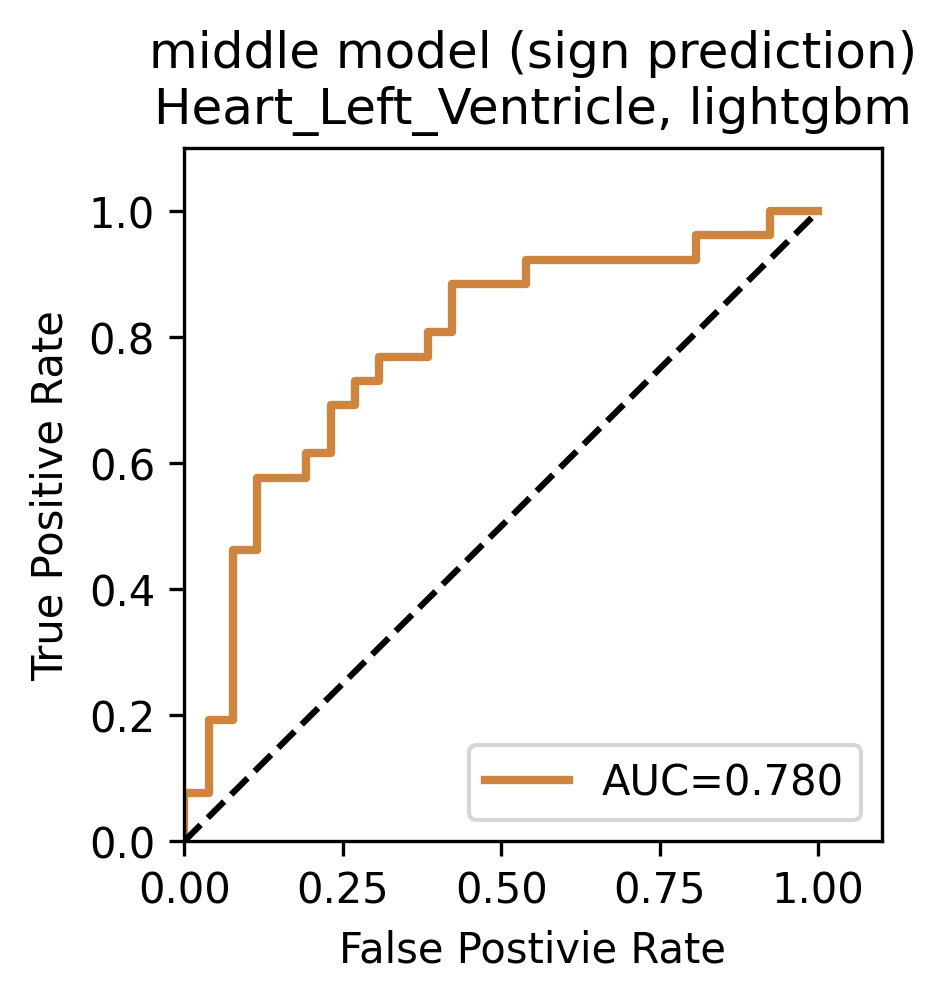 middle model (sign prediction)
Heart_Left_Ventricle, lightgbm
True Positive Rate
1.0
0.8
0.6
0.4
0.2
0.0
AUC=0.780
0.00 0.25 0.50 0.75 1.00
False Postivie Rate